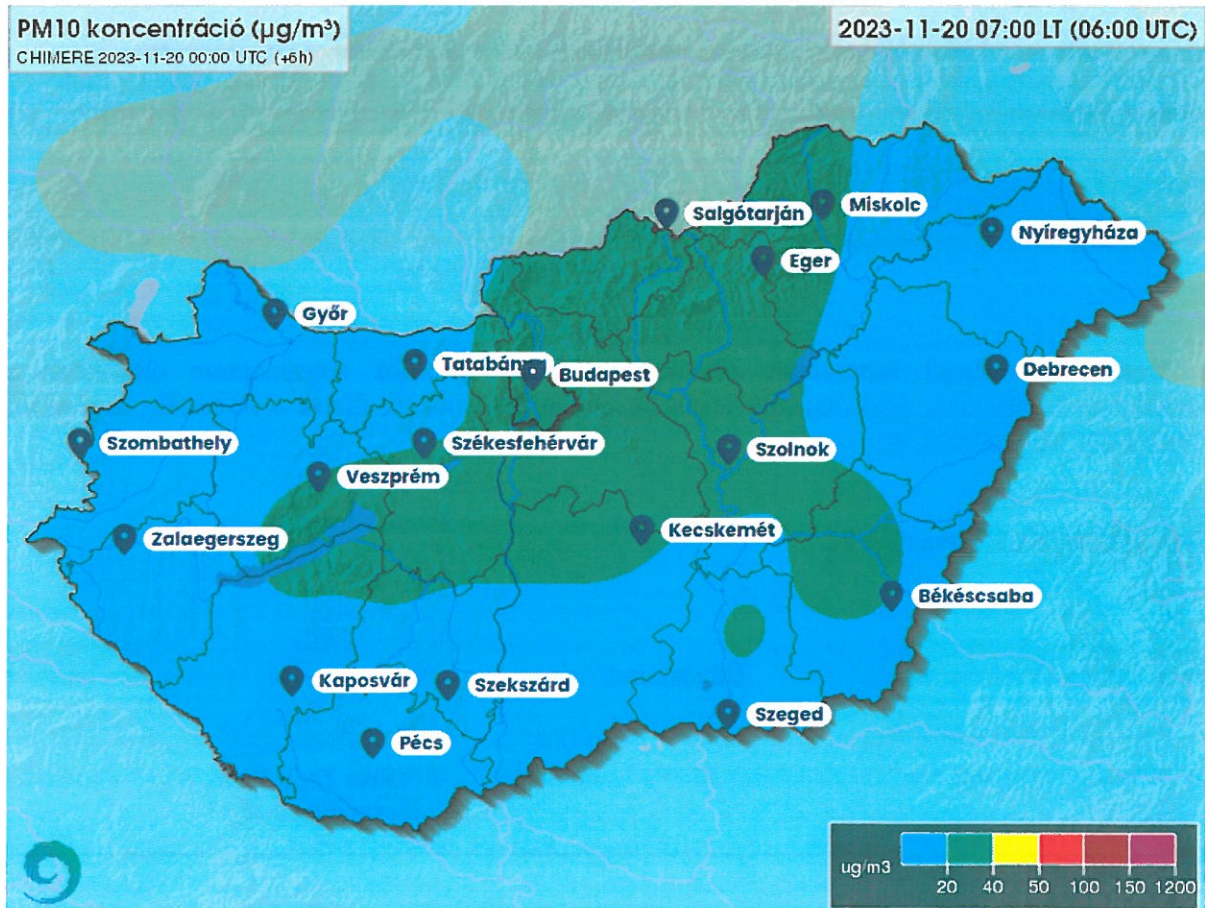 PM10 koncentráció (µg/m³)
CHIMERE 2023-11-20 00:00 UTC (+6h)
2023-11-20 07:00 LT (06:00 UTC)
Salgótarján
Miskolc
Nyíregyháza
Eger
Győr
Tatabánya
Budapest
Debrecen
Szombathely
Székesfehérvár
Szolnok
Veszprém
Zalaegerszeg
Kecskemét
Békéscsaba
Kaposvár
Szekszárd
Szeged
Pécs
ug/m3
20 40 50 100 150 1200